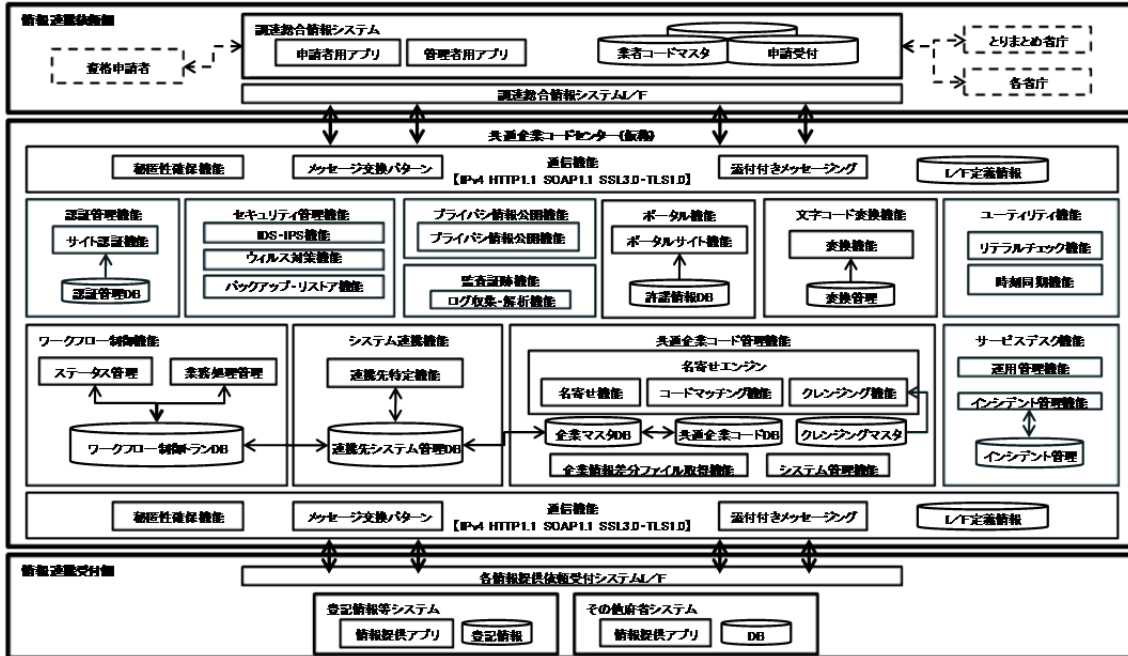 情報連携依頼側
調達総合情報システム
申請者用アプリ
管理者用アプリ
業者コードマスタ
申請受付
資格申請者
とりまとめ省庁
各省庁
調達総合情報システムI/F
共通企業コードセンター(仮称)
通信機能
秘匿性確保機能
メッセージ交換パターン
【IPv4 HTTP1.1 SOAP1.1 SSL3.0-TLS1.0】
添付付きメッセージング
I/F定義情報
認証管理機能
サイト認証機能
認証管理DB
セキュリティ管理機能
IDS-IPS機能
ウィルス対策機能
バックアップ・リストア機能
プライバシ情報公開機能
プライバシ情報公開機能
監査証跡機能
ログ収集・解析機能
ポータル機能
ポータルサイト機能
許諾情報DB
文字コード変換機能
変換機能
変換管理
ユーティリティ機能
リテラルチェック機能
時刻同期機能
ワークフロー制御機能
ステータス管理
業務処理管理
ワークフロー制御トランDB
システム連携機能
連携先特定機能
連携先システム管理DB
共通企業コード管理機能
名寄せエンジン
名寄せ機能
コードマッチング機能
クレンジング機能
企業マスタDB
共通企業コードDB
クレンジングマスタ
企業情報差分ファイル取得機能
システム管理機能
サービスデスク機能
運用管理機能
インシデント管理機能
インシデント管理
通信機能
秘匿性確保機能
メッセージ交換パターン
【IPv4 HTTP1.1 SOAP1.1 SSL3.0-TLS1.0】
添付付きメッセージング
I/F定義情報
情報連携受付側
各情報提供依頼受付システムI/F
登記情報等システム
情報提供アプリ
登記情報
その他府省システム
情報提供アプリ
DB